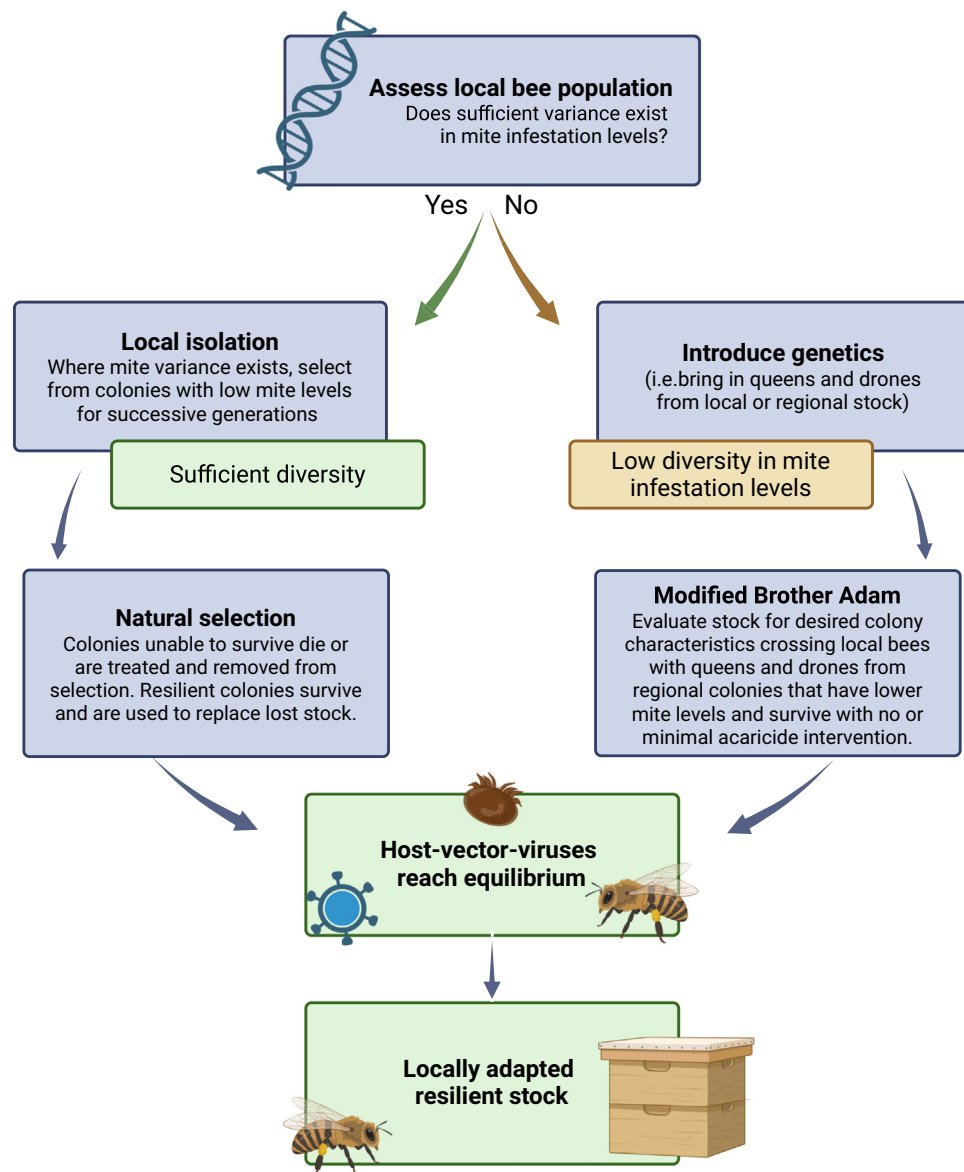 Assess local bee population
Does sufficient variance exist
in mite infestation levels?
Yes No
Local isolation
Where mite variance exists, select
from colonies with low mite levels
for successive generations
Sufficient diversity
Introduce genetics
(i.e.bring in queens and drones
from local or regional stock)
Low diversity in mite
infestation levels
Natural selection
Colonies unable to survive die or
are treated and removed from
selection. Resilient colonies survive
and are used to replace lost stock.
Modified Brother Adam
Evaluate stock for desired colony
characteristics crossing local bees
with queens and drones from
regional colonies that have lower
mite levels and survive with no or
minimal acaricide intervention.
Host-vector-viruses
reach equilibrium
Locally adapted
resilient stock